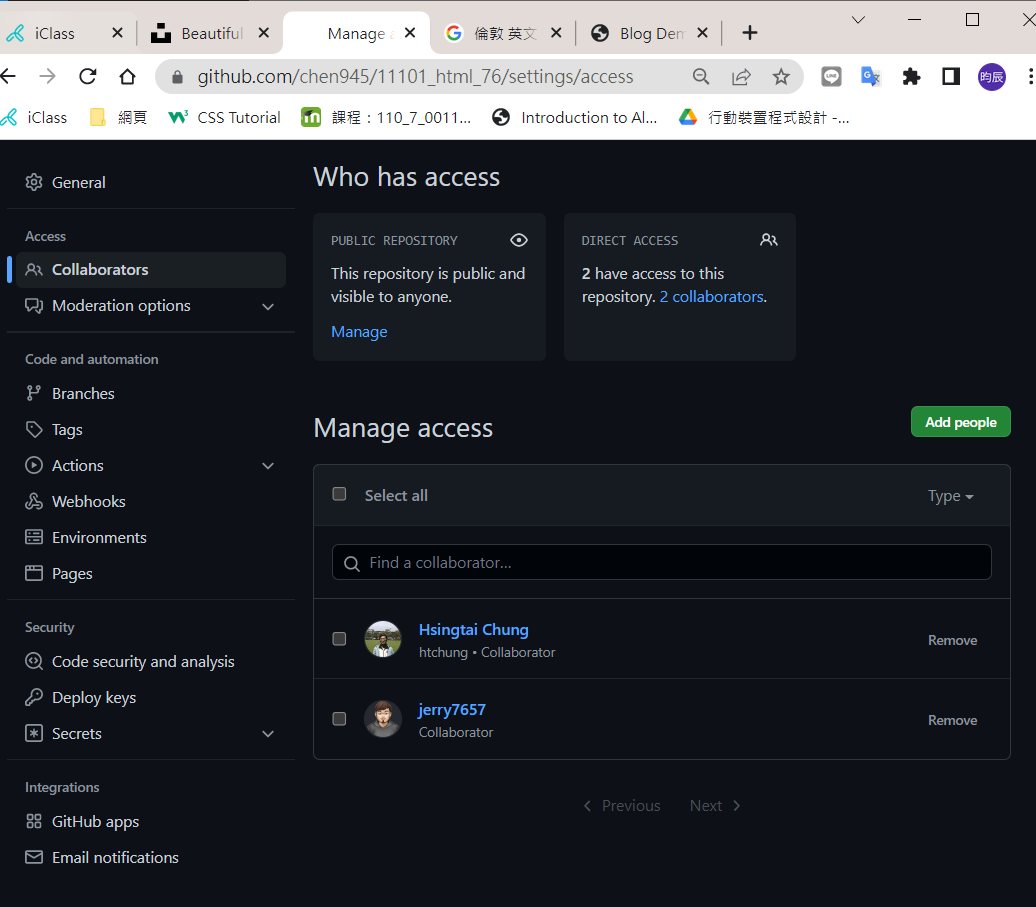 iClass
Beautiful
Manage a
倫敦 英文
Blog Dem
github.com/chen945/11101_html_76/settings/access
昀辰
iClass
網頁
CSS Tutorial
課程：110_7_0011...
Introduction to Al...
行動裝置程式設計 -...
General
Access
Collaborators
Moderation options
Code and automation
Branches
Tags
Actions
Webhooks
Environments
Pages
Security
Code security and analysis
Deploy keys
Secrets
Integrations
GitHub apps
Email notifications
Who has access
PUBLIC REPOSITORY
This repository is public and
visible to anyone.
Manage
DIRECT ACCESS
2 have access to this
repository. 2 collaborators.
Manage access
Add people
Select all
Type
Find a collaborator...
Hsingtai Chung
htchung • Collaborator
Remove
jerry7657
Collaborator
Remove
Previous
Next